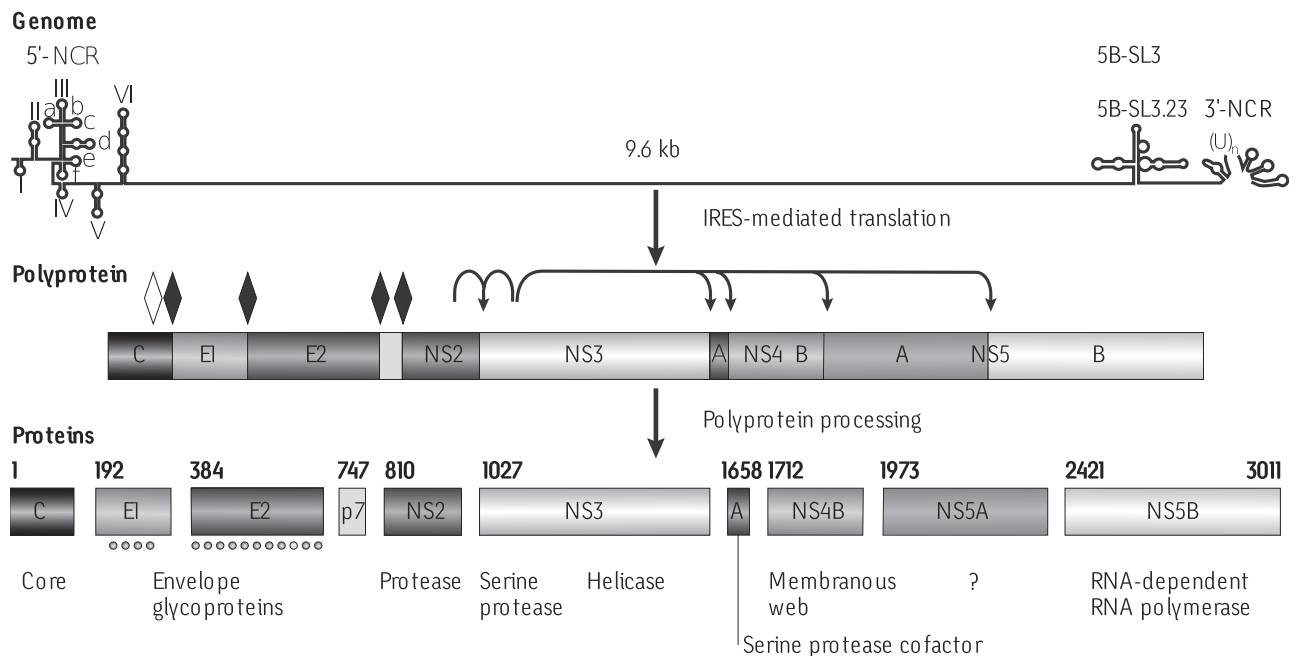 Genome
5'-NCR
5B-SL3
III
VI
II
a
b
c
5B-SL3.23
3'-NCR
d
(U)n
9.6 kb
e
f
I
IV
V
IRES-mediated translation
Polyprotein
C
E1
E2
NS2
NS3
A
NS4
B
A
NS5
B
Polyprotein processing
Proteins
1
192
384
747
810
1027
1658
1712
1973
2421
3011
C
E1
E2
p7
NS2
NS3
A
NS4B
NS5A
NS5B
Core
Envelope
glycoproteins
Protease
Serine
protease
Helicase
Membranous
web
?
RNA-dependent
RNA polymerase
Serine protease cofactor